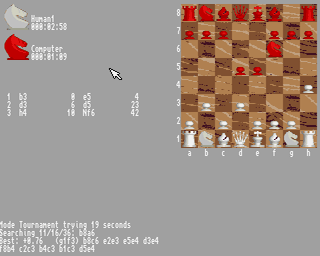 Human1
000:02:58
Computer
000:01:09
1 b3 0 e5 4
2 d3 6 d5 23
3 h4 10 Nf6 42
8
7
6
5
4
3
2
1
a b c d e f g h
Mode Tournament trying 19 seconds
Searching 11/16/36: b8a6
Best: +0.76 (g1f3) b8c6 e2e3 e5e4 d3e4
f8b4 c2c3 b4c3 b1c3 d5e4